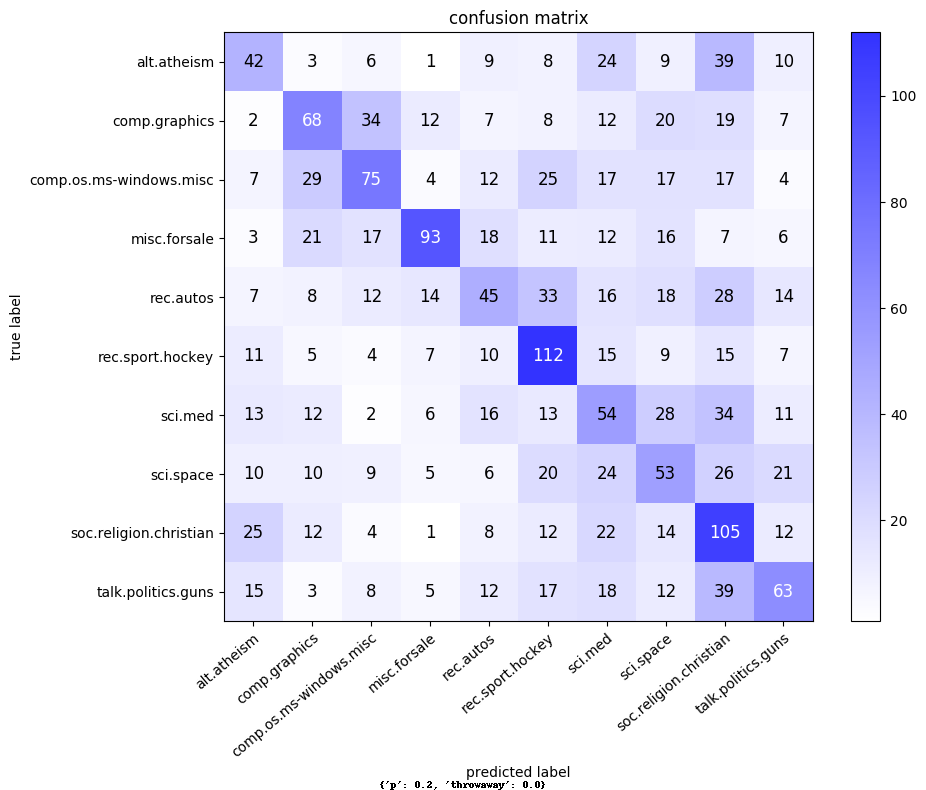 confusion matrix
alt.atheism 42 3 6 1 9 8 24 9 39 10
comp.graphics 2 68 34 12 7 8 12 20 19 7
comp.os.ms-windows.misc 7 29 75 4 12 25 17 17 17 4
misc.forsale 3 21 17 93 18 11 12 16 7 6
rec.autos 7 8 12 14 45 33 16 18 28 14
rec.sport.hockey 11 5 4 7 10 112 15 9 15 7
sci.med 13 12 2 6 16 13 54 28 34 11
sci.space 10 10 9 5 6 20 24 53 26 21
soc.religion.christian 25 12 4 1 8 12 22 14 105 12
talk.politics.guns 15 3 8 5 12 17 18 12 39 63
true label
alt.atheism
comp.graphics
comp.os.ms-windows.misc
misc.forsale
rec.autos
rec.sport.hockey
sci.med
sci.space
soc.religion.christian
talk.politics.guns
predicted label
100
80
60
40
20
{'p': 0.2, 'throwaway': 0.0}